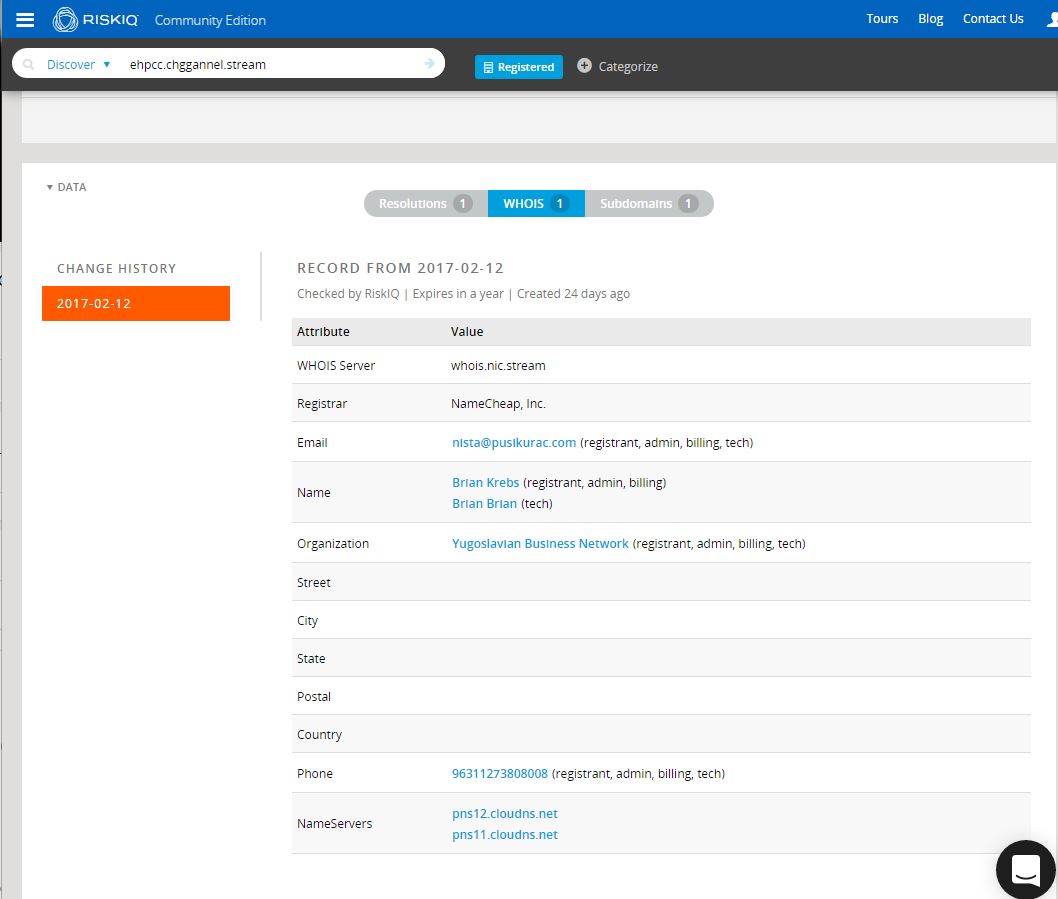 RISKIQ Community Edition Tours Blog Contact Us
Discover ehpcc.chggannel.stream Registered Categorize
DATA
Resolutions 1 WHOIS 1 Subdomains 1
CHANGE HISTORY
2017-02-12
RECORD FROM 2017-02-12
Checked by RiskIQ | Expires in a year | Created 24 days ago
Attribute Value
WHOIS Server whois.nic.stream
Registrar NameCheap, Inc.
Email nista@pusikurac.com (registrant, admin, billing, tech)
Name
Brian Krebs (registrant, admin, billing)
Brian Brian (tech)
Organization Yugoslavian Business Network (registrant, admin, billing, tech)
Street
City
State
Postal
Country
Phone 96311273808008 (registrant, admin, billing, tech)
NameServers
pns12.cloudns.net
pns11.cloudns.net